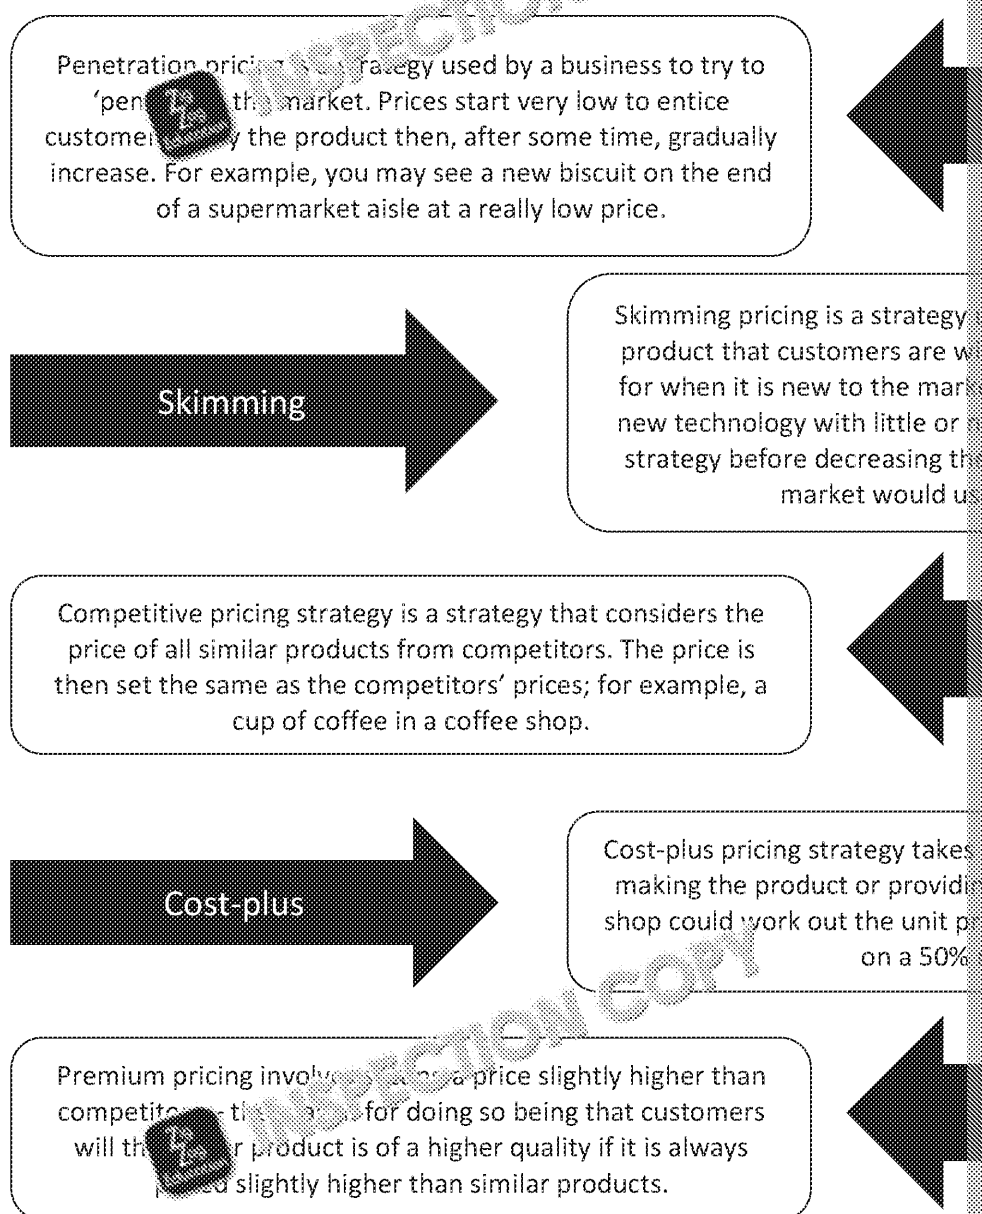 INSPECTION
Penetration pricing is a strategy used by a business to try to
‘pen the market. Prices start very low to entice
customer y the product then, after some time, gradually
increase. For example, you may see a new biscuit on the end
of a supermarket aisle at a really low price.
Skimming
Skimming pricing is a strategy
product that customers are w
for when it is new to the mar
new technology with little or
strategy before decreasing th
market would us
Competitive pricing strategy is a strategy that considers the
price of all similar products from competitors. The price is
then set the same as the competitors’ prices; for example, a
cup of coffee in a coffee shop.
Cost-plus
Cost-plus pricing strategy takes
making the product or providin
shop could work out the unit p
on a 50%
INSPECTION COPY
Premium pricing involves a price slightly higher than
competito for doing so being that customers
will th r product is of a higher quality if it is always
slightly higher than similar products.